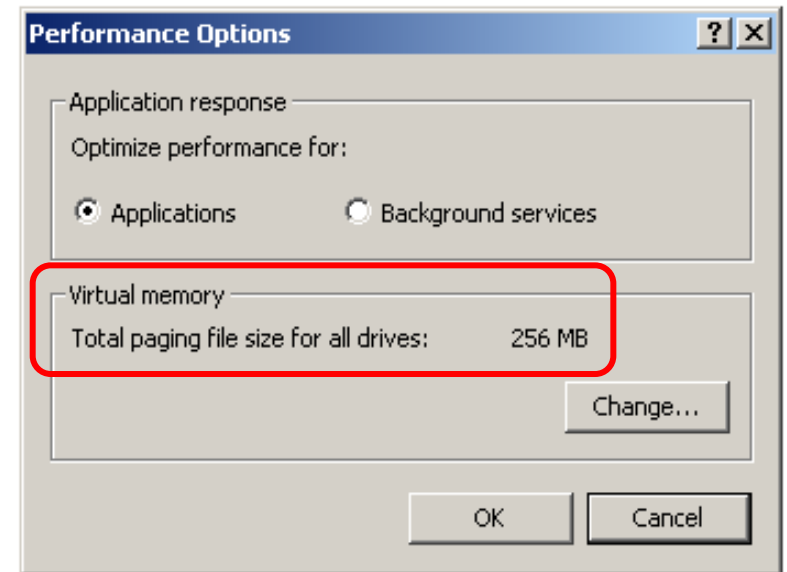 Performance Options
Application response
Optimize performance for:
Applications Background services
Virtual memory
Total paging file size for all drives: 256 MB
Change...
OK Cancel